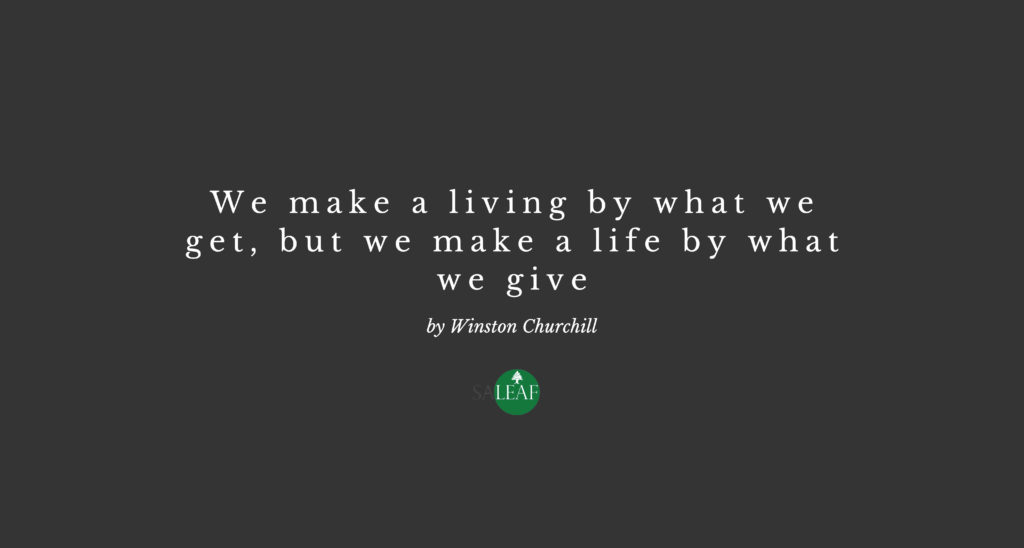 We make a living by what we
get, but we make a life by what
we give
by Winston Churchill
SALEAF